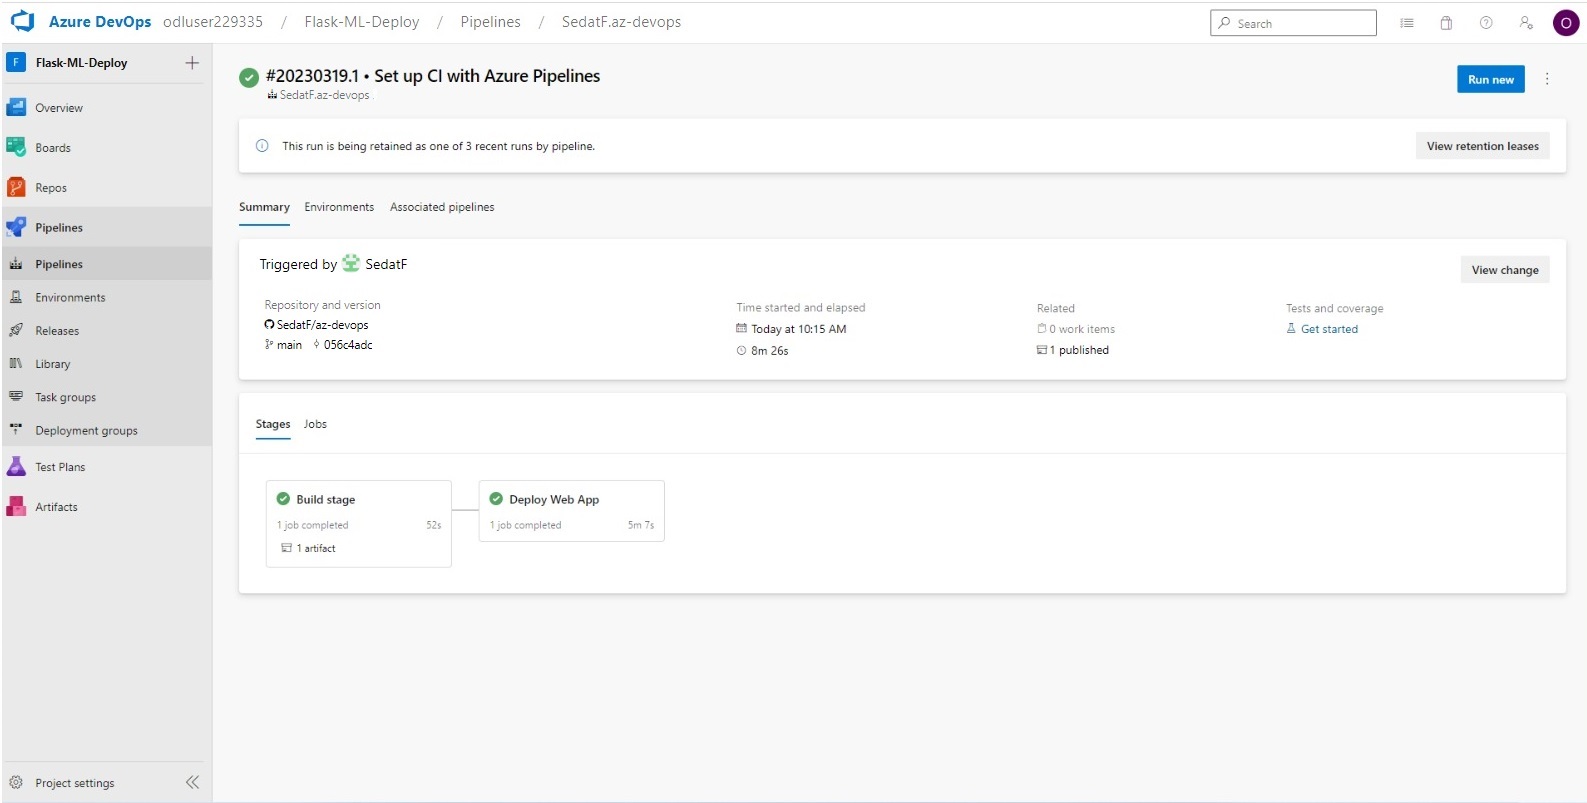 Azure DevOps odluser229335 / Flask-ML-Deploy / Pipelines / SedatF.az-devops Search O
F Flask-ML-Deploy
Overview
Boards
Repos
Pipelines
Pipelines
Environments
Releases
Library
Task groups
Deployment groups
Test Plans
Artifacts
Project settings
#20230319.1 • Set up CI with Azure Pipelines
SedatF.az-devops
Run new
This run is being retained as one of 3 recent runs by pipeline.
View retention leases
Summary Environments Associated pipelines
Triggered by SedatF
View change
Repository and version
SedatF/az-devops
main 056c4adc
Time started and elapsed
Today at 10:15 AM
8m 26s
Related
0 work items
1 published
Tests and coverage
Get started
Stages Jobs
Build stage
1 job completed 52s
1 artifact
Deploy Web App
1 job completed 5m 7s